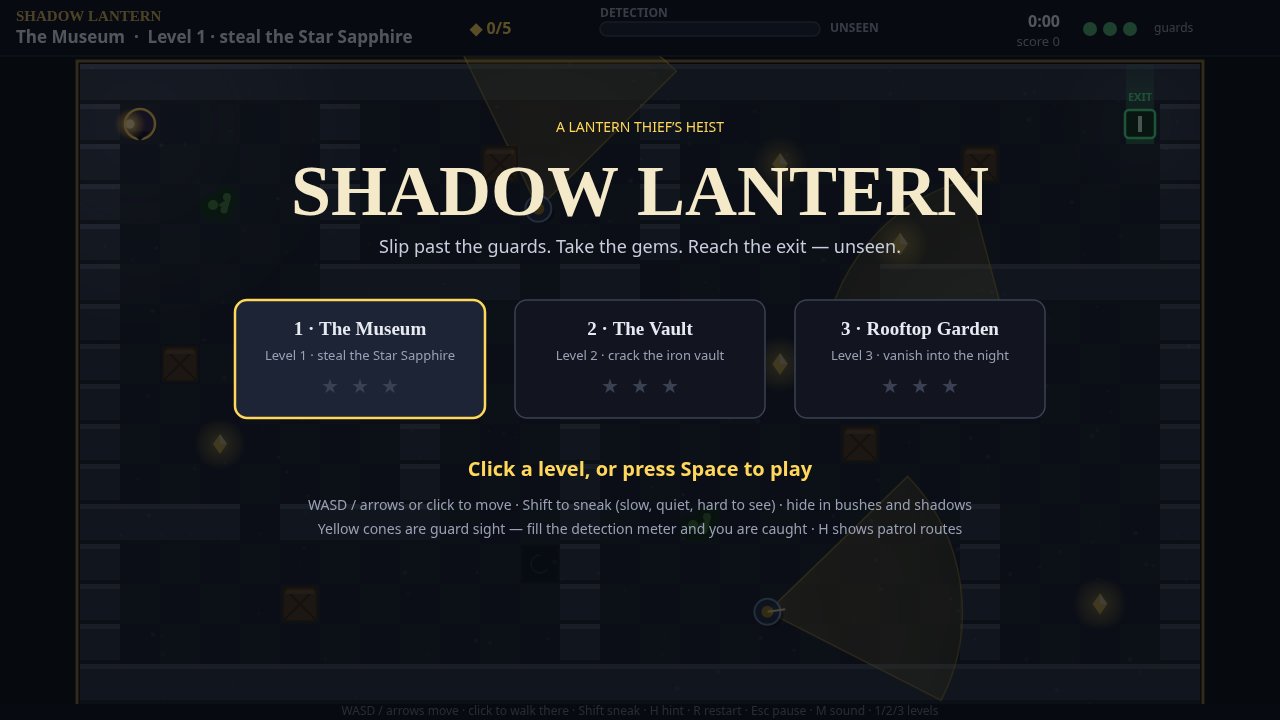 SHADOW LANTERN
The Museum · Level 1 · steal the Star Sapphire
◆ 0/5
DETECTION
UNSEEN
0:00
score 0
guards
EXIT
A LANTERN THIEF'S HEIST
SHADOW LANTERN
Slip past the guards. Take the gems. Reach the exit — unseen.
1 · The Museum
Level 1 · steal the Star Sapphire
★ ★ ★
2 · The Vault
Level 2 · crack the iron vault
★ ★ ★
3 · Rooftop Garden
Level 3 · vanish into the night
★ ★ ★
Click a level, or press Space to play
WASD / arrows or click to move · Shift to sneak (slow, quiet, hard to see) · hide in bushes and shadows
Yellow cones are guard sight — fill the detection meter and you are caught · H shows patrol routes
WASD / arrows move · click to walk there · Shift sneak · H hint · R restart · Esc pause · M sound · 1/2/3 levels